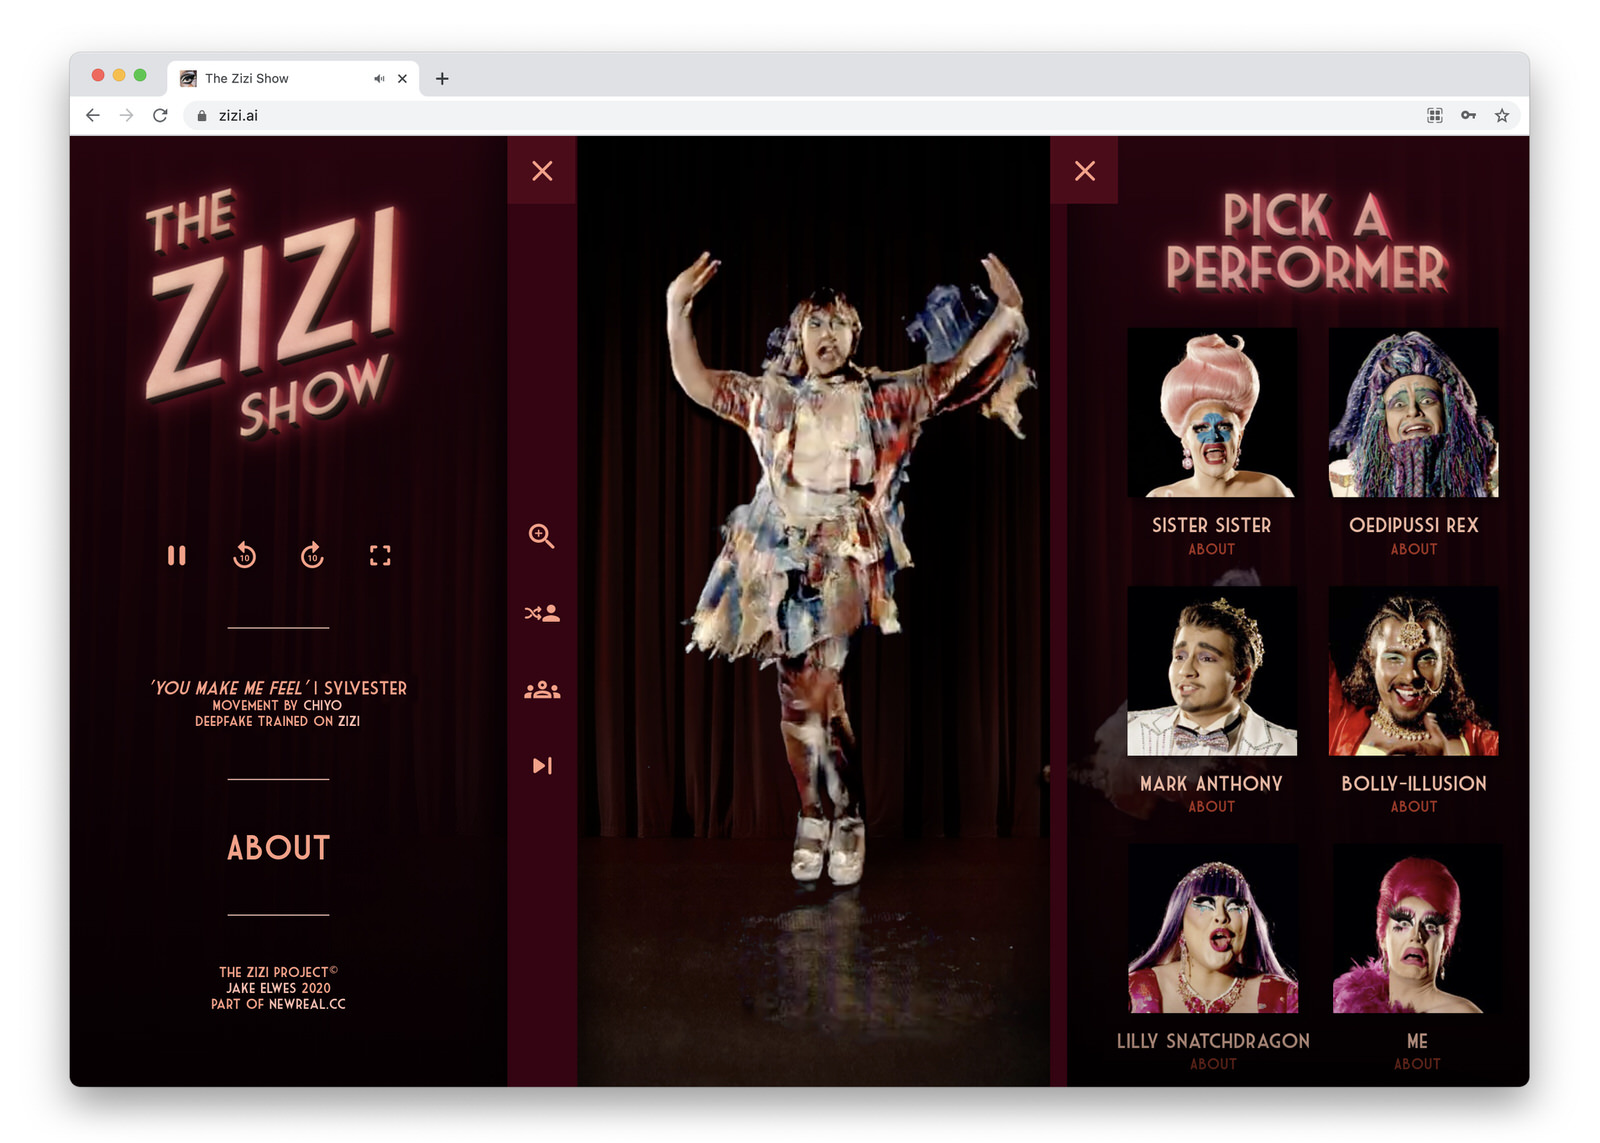 The Zizi Show
zizi.ai
THE
ZIZI
SHOW
10 10
'YOU MAKE ME FEEL' | SYLVESTER
MOVEMENT BY CHIYO
DEEPFAKE TRAINED ON ZIZI
ABOUT
THE ZIZI PROJECT©
JAKE ELWES 2020
PART OF NEWREAL.CC
PICK A
PERFORMER
SISTER SISTER
ABOUT
OEDIPUSSI REX
ABOUT
MARK ANTHONY
ABOUT
BOLLY-ILLUSION
ABOUT
LILLY SNATCHDRAGON
ABOUT
ME
ABOUT